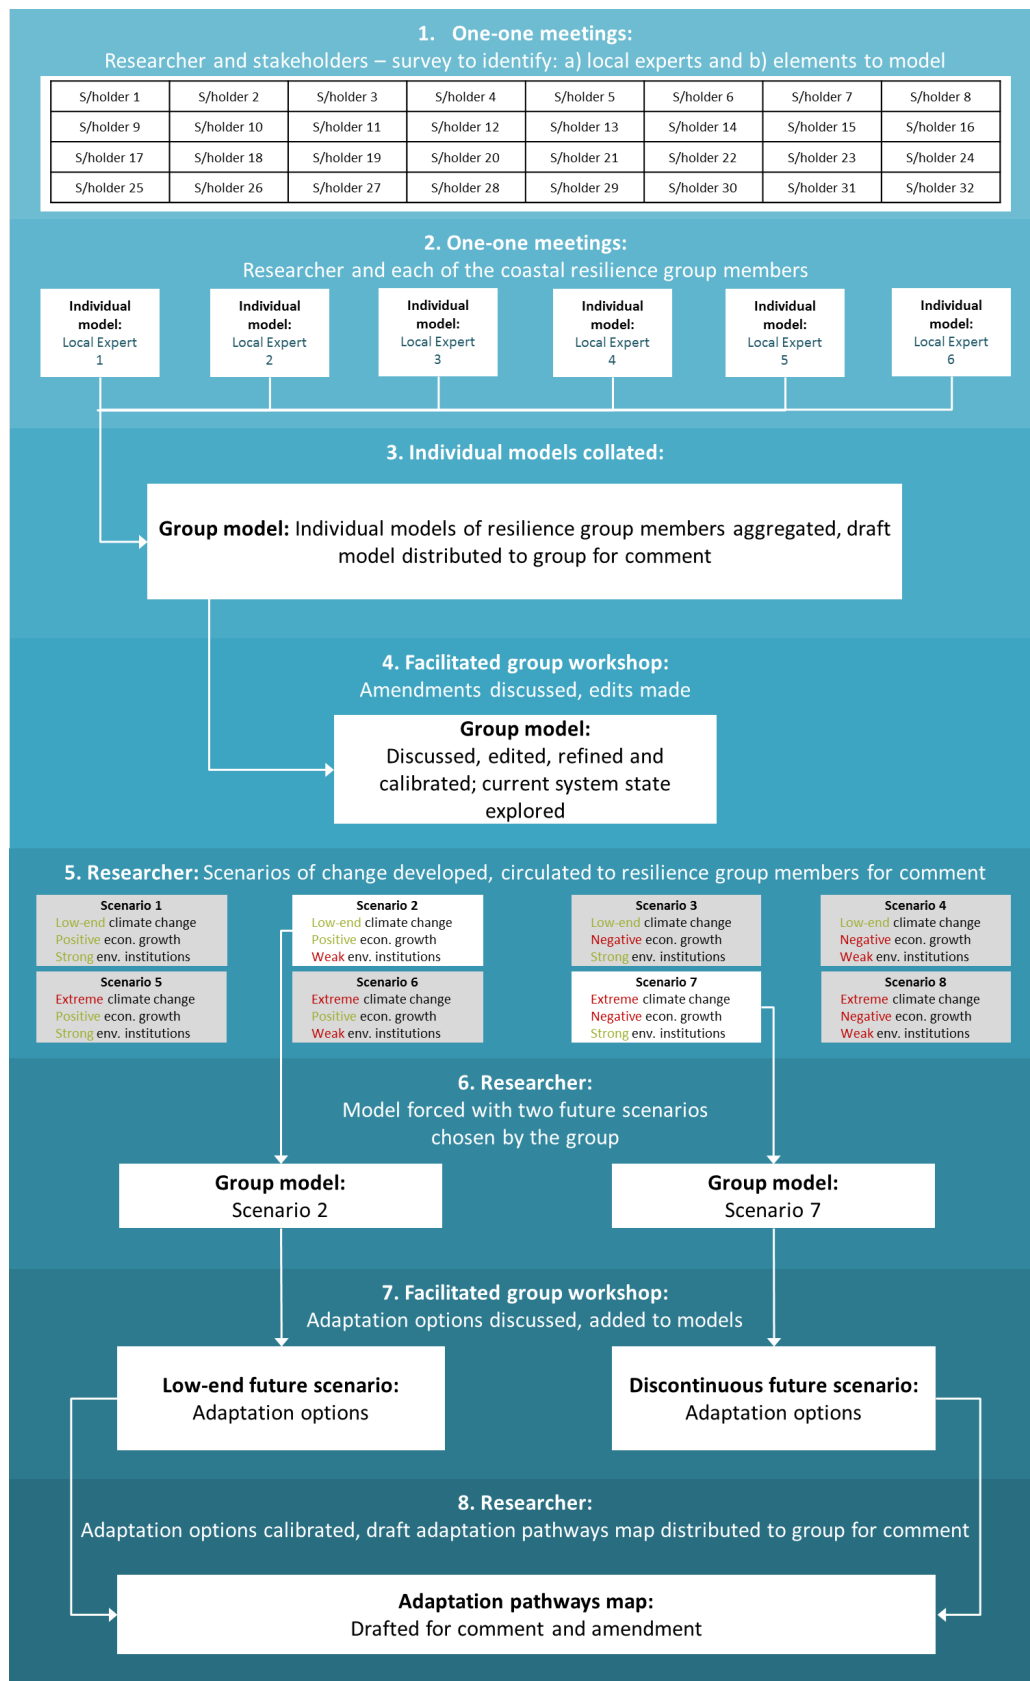 1. One-one meetings:
Researcher and stakeholders – survey to identify: a) local experts and b) elements to model
S/holder 1 S/holder 2 S/holder 3 S/holder 4 S/holder 5 S/holder 6 S/holder 7 S/holder 8
S/holder 9 S/holder 10 S/holder 11 S/holder 12 S/holder 13 S/holder 14 S/holder 15 S/holder 16
S/holder 17 S/holder 18 S/holder 19 S/holder 20 S/holder 21 S/holder 22 S/holder 23 S/holder 24
S/holder 25 S/holder 26 S/holder 27 S/holder 28 S/holder 29 S/holder 30 S/holder 31 S/holder 32
2. One-one meetings:
Researcher and each of the coastal resilience group members
Individual
model:
Local Expert
1
Individual
model:
Local Expert
2
Individual
model:
Local Expert
3
Individual
model:
Local Expert
4
Individual
model:
Local Expert
5
Individual
model:
Local Expert
6
3. Individual models collated:
Group model: Individual models of resilience group members aggregated, draft
model distributed to group for comment
4. Facilitated group workshop:
Amendments discussed, edits made
Group model:
Discussed, edited, refined and
calibrated; current system state
explored
5. Researcher: Scenarios of change developed, circulated to resilience group members for comment
Scenario 1
Low-end climate change
Positive econ. growth
Strong env. institutions
Scenario 2
Low-end climate change
Positive econ. growth
Weak env. institutions
Scenario 3
Low-end climate change
Negative econ. growth
Strong env. institutions
Scenario 4
Low-end climate change
Negative econ. growth
Weak env. institutions
Scenario 5
Extreme climate change
Positive econ. growth
Strong env. institutions
Scenario 6
Extreme climate change
Positive econ. growth
Weak env. institutions
Scenario 7
Extreme climate change
Negative econ. growth
Strong env. institutions
Scenario 8
Extreme climate change
Negative econ. growth
Weak env. institutions
6. Researcher:
Model forced with two future scenarios
chosen by the group
Group model:
Scenario 2
Group model:
Scenario 7
7. Facilitated group workshop:
Adaptation options discussed, added to models
Low-end future scenario:
Adaptation options
Discontinuous future scenario:
Adaptation options
8. Researcher:
Adaptation options calibrated, draft adaptation pathways map distributed to group for comment
Adaptation pathways map:
Drafted for comment and amendment